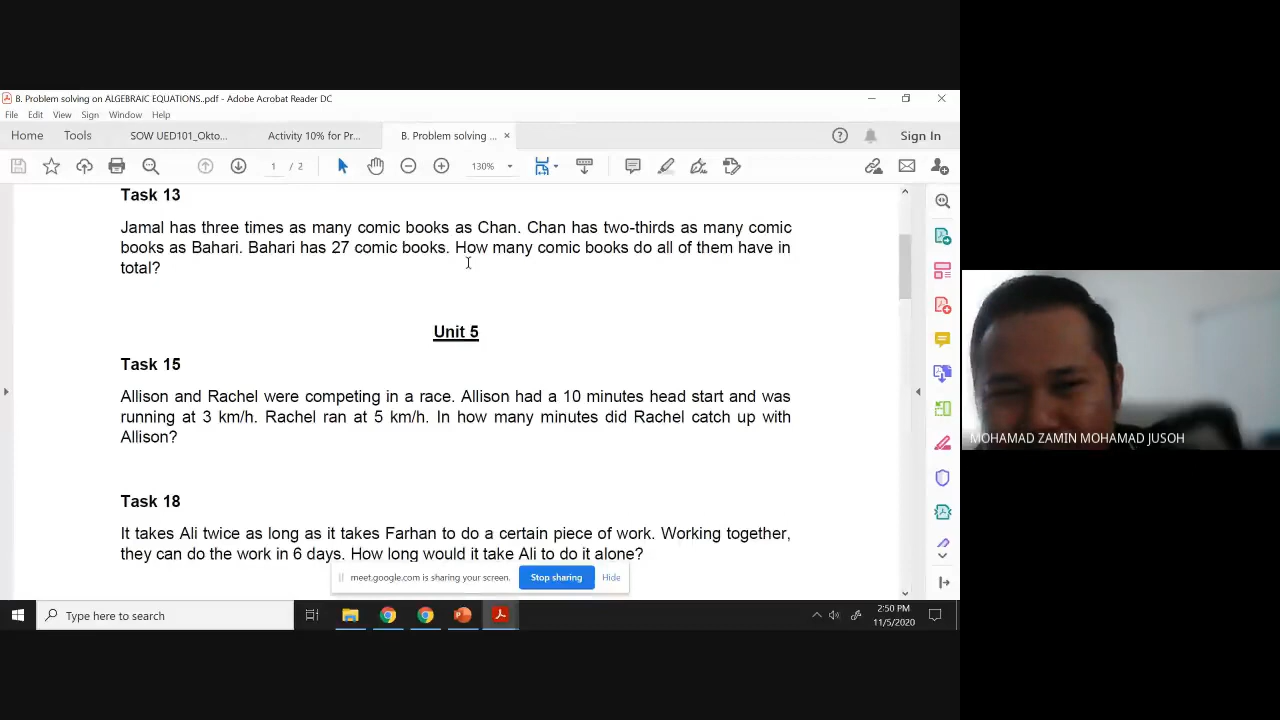 B. Problem solving on ALGEBRAIC EQUATIONS..pdf - Adobe Acrobat Reader DC
File Edit View Sign Window Help
Home Tools SOW UED101_Okto... Activity 10% for Pr... B. Problem solving ... × Sign In
1 / 2 130%
Task 13
Jamal has three times as many comic books as Chan. Chan has two-thirds as many comic
books as Bahari. Bahari has 27 comic books. How many comic books do all of them have in
total?
Unit 5
Task 15
Allison and Rachel were competing in a race. Allison had a 10 minutes head start and was
running at 3 km/h. Rachel ran at 5 km/h. In how many minutes did Rachel catch up with
Allison?
MOHAMAD ZAMIN MOHAMAD JUSOH
Task 18
It takes Ali twice as long as it takes Farhan to do a certain piece of work. Working together,
they can do the work in 6 days. How long would it take Ali to do it alone?
meet.google.com is sharing your screen. Stop sharing Hide
Type here to search
2:50 PM
11/5/2020